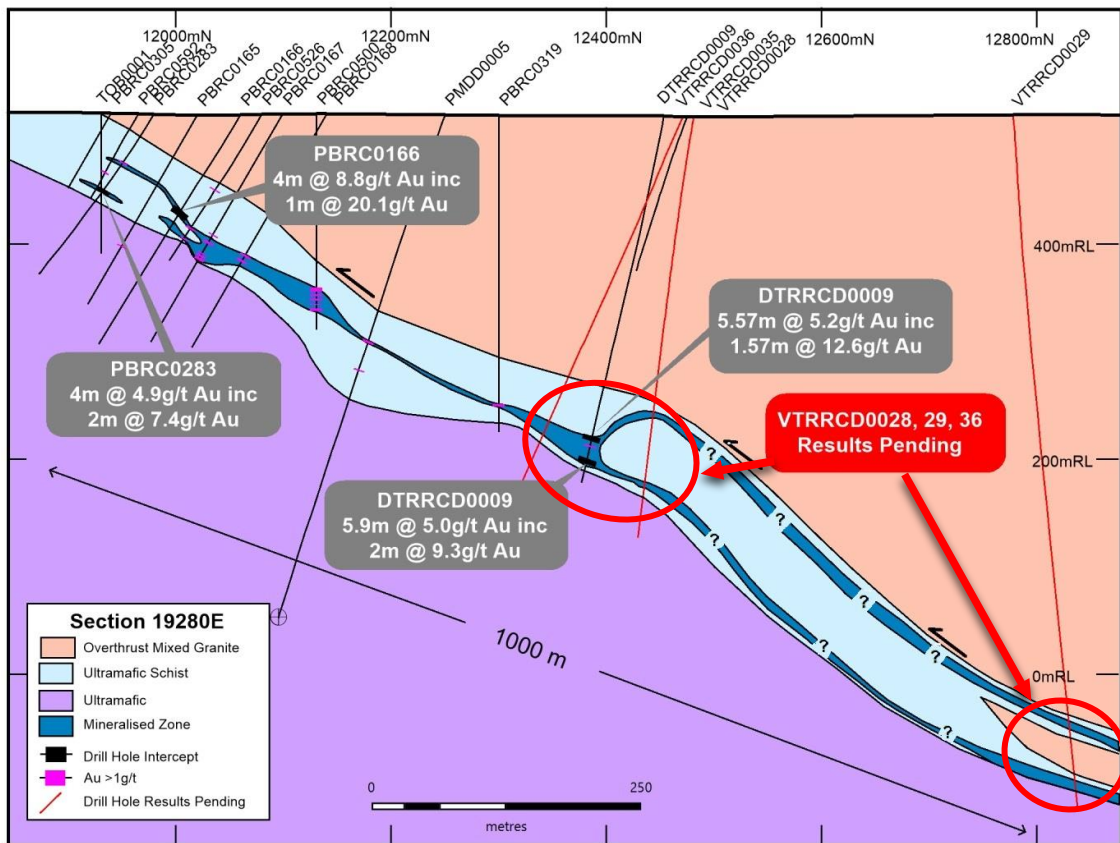 12000mN
12200mN
12400mN
12600mN
12800mN
TOB0001
PBRC0305
PBRC0592
PBRC0283
PBRC0165
PBRC0166
PBRC0526
PBRC0167
PBRC0500
PBRC0168
PMDD0005
PBRC0319
DTRRCD0009
VTRRCD0036
VTRRCD0035
VTRRCD0028
VTRRCD0029
PBRC0166
4m @ 8.8g/t Au inc
1m @ 20.1g/t Au
400mRL
DTRRCD0009
5.57m @ 5.2g/t Au inc
1.57m @ 12.6g/t Au
PBRC0283
4m @ 4.9g/t Au inc
2m @ 7.4g/t Au
VTRRCD0028, 29, 36
Results Pending
200mRL
DTRRCD0009
5.9m @ 5.0g/t Au inc
2m @ 9.3g/t Au
?
?
?
?
?
?
?
?
1000 m
0mRL
Section 19280E
Overthrust Mixed Granite
Ultramafic Schist
Ultramafic
Mineralised Zone
Drill Hole Intercept
Au >1g/t
Drill Hole Results Pending
0
250
metres